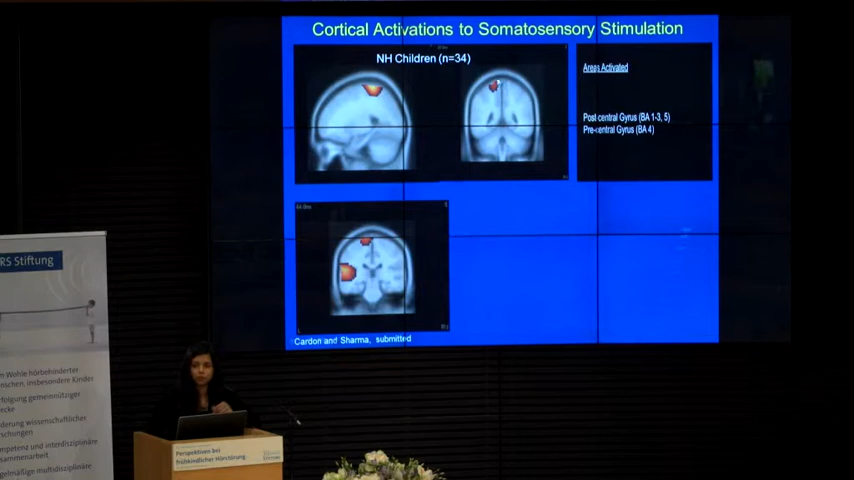 Cortical Activations to Somatosensory Stimulation
NH Children (n=34)
Areas Activated
Post central Gyrus (BA 1-3, 5)
Pre-central Gyrus (BA 4)
Cardon and Sharma, submitted
RS Stiftung
Wohle hörbehinderter
nschen, insbesondere Kinder
rfolgung gemeinnütziger
ecke
derung wissenschaftlicher
schungen
mpetenz und interdisziplinäre
sammenarbeit
gelmäßige multidisziplinäre
Perspektiven bei
frühkindlicher Hörstörung